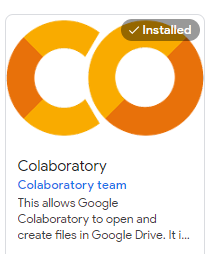 Installed
Colaboratory
Colaboratory team
This allows Google
Colaboratory to open and
create files in Google Drive. It i...